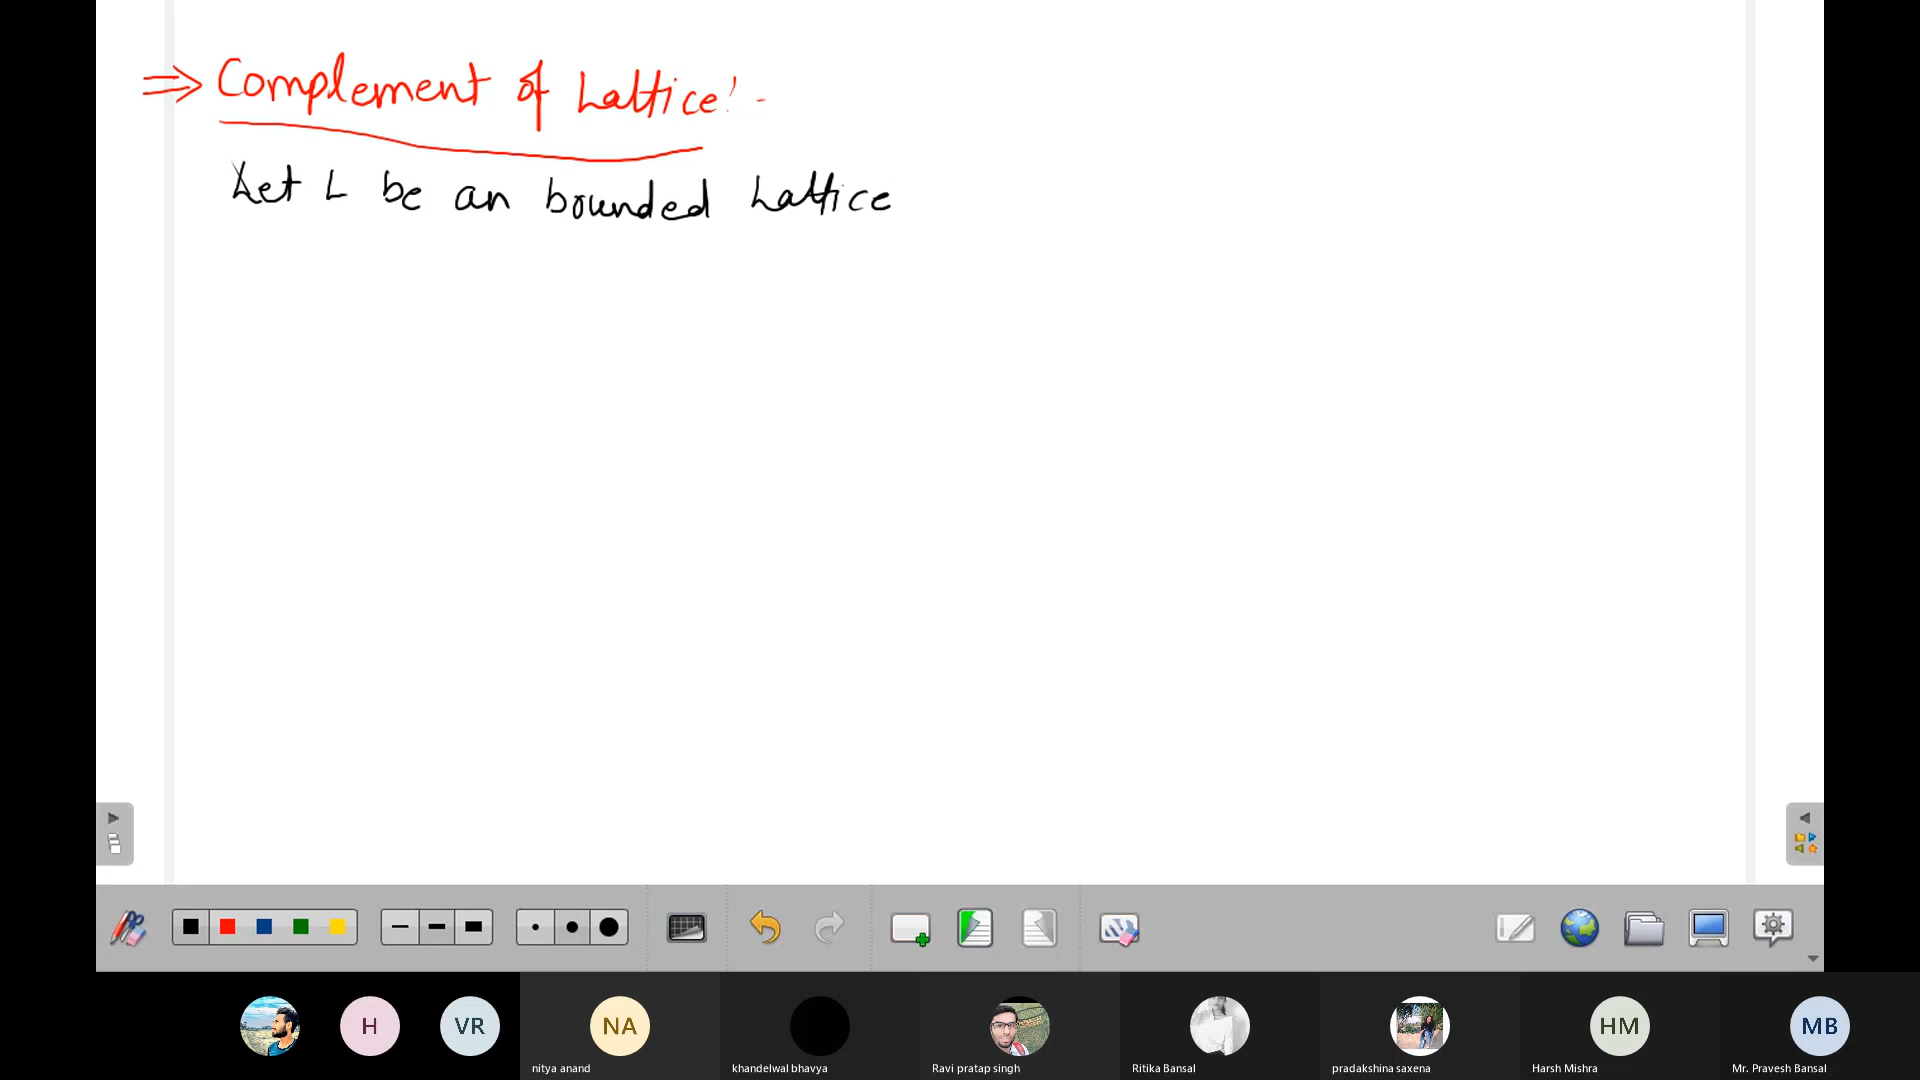 ⇒ Complement of Lattice: -
Let L be an bounded Lattice
H
VR
NA
HM
MB
nitya anand
khandelwal bhavya
Ravi pratap singh
Ritika Bansal
pradakshina saxena
Harsh Mishra
Mr. Pravesh Bansal